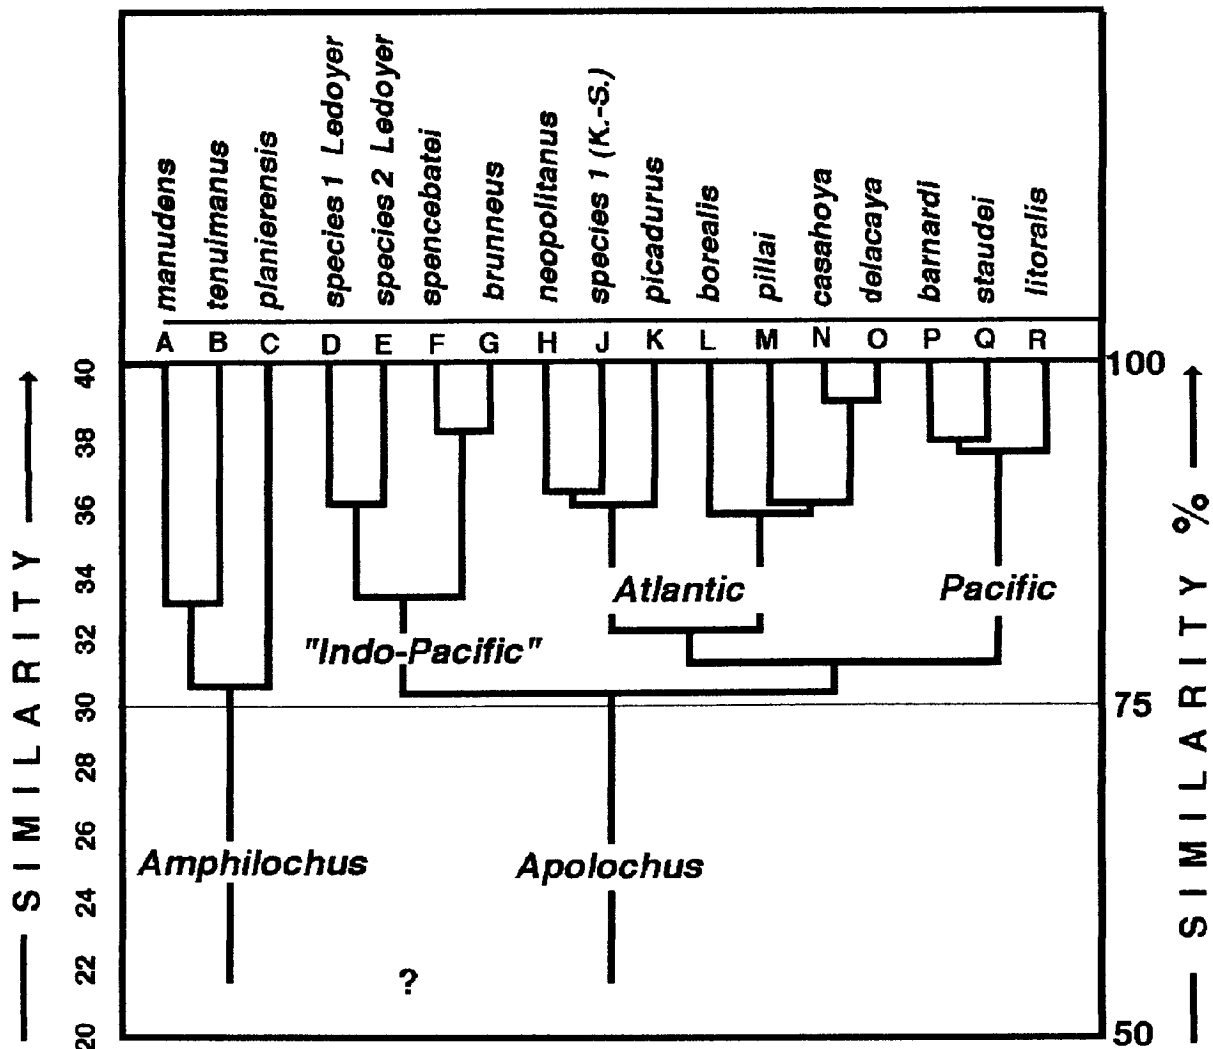 manudens
tenuimanus
planierensis
species 1 Ledoyer
species 2 Ledoyer
spencebatei
brunneus
neopolitanus
species 1 (K.-S.)
picadurus
borealis
pillai
casahoya
delacaya
barnardi
staudei
litoralis
A B C D E F G H J K L M N O P Q R
40
38
36
34
32
30
28
26
24
22
20
SIMILARITY
100
75
50
SIMILARITY %
Atlantic
Pacific
"Indo-Pacific"
Amphilochus
Apolochus
?